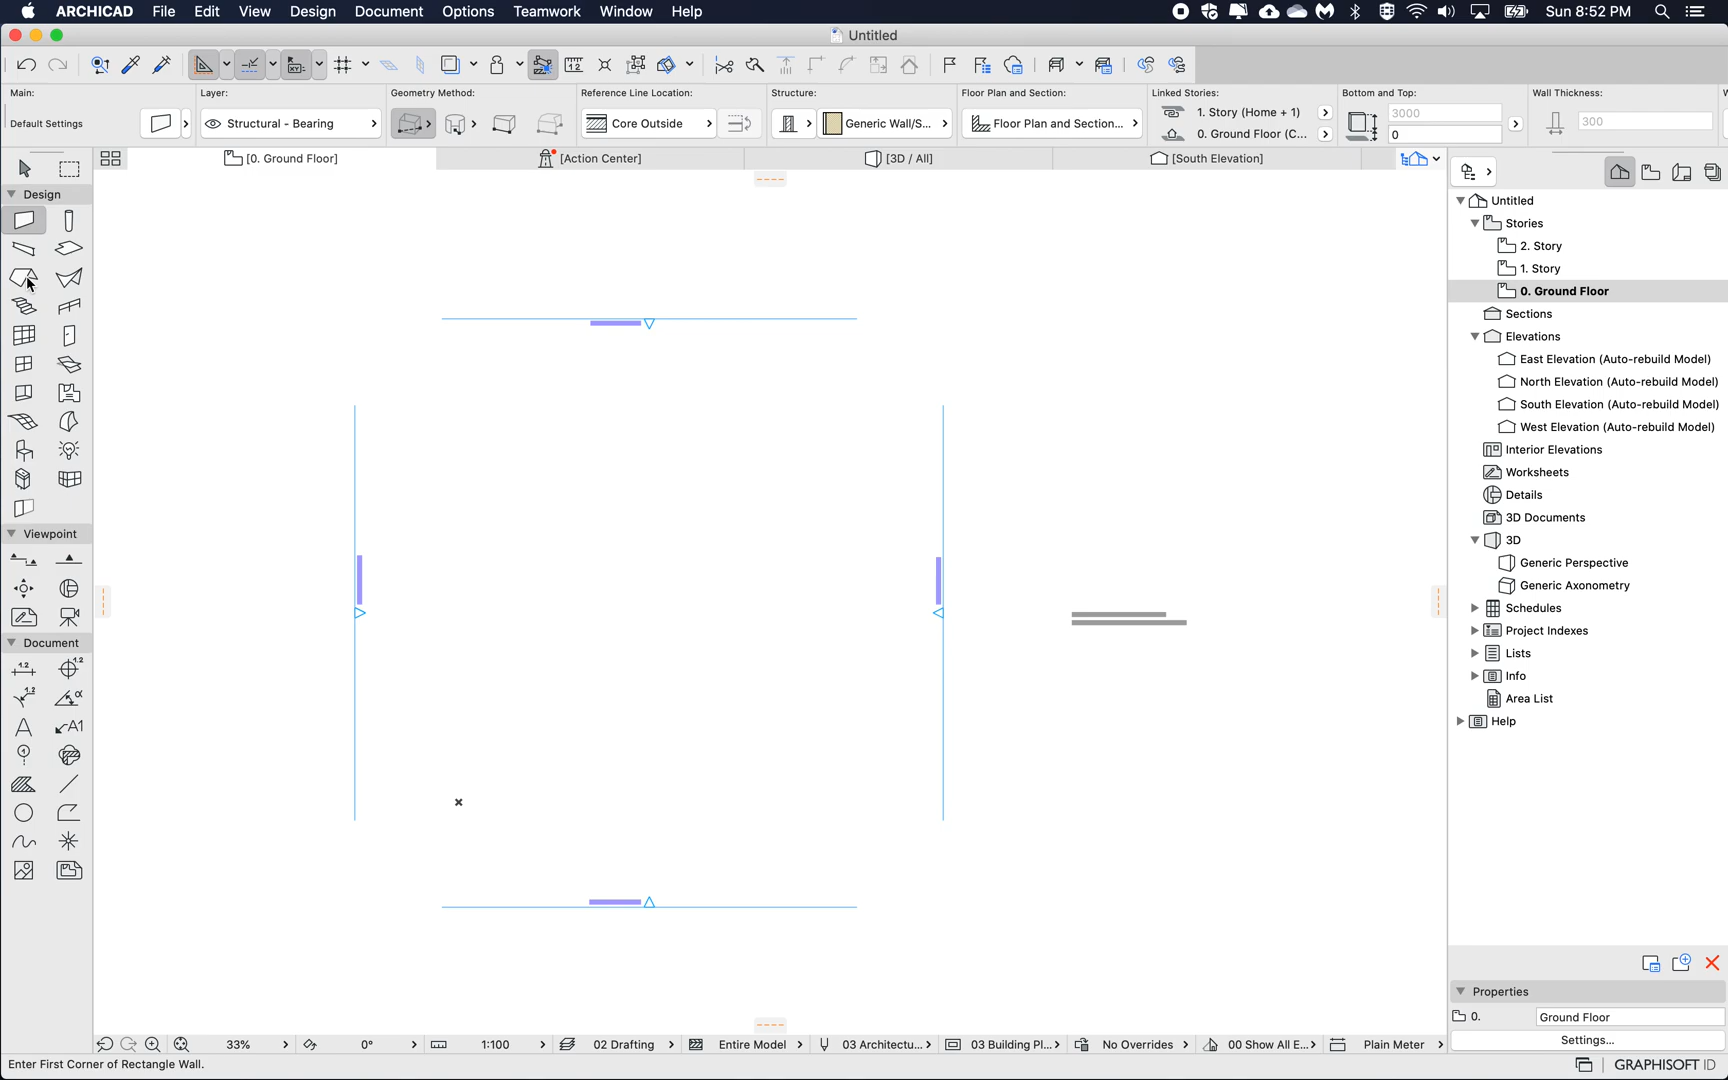 ARCHICAD File Edit View Design Document Options Teamwork Window Help
Sun 8:52 PM
Untitled
Main:
Layer:
Geometry Method:
Reference Line Location:
Structure:
Floor Plan and Section:
Linked Stories:
Bottom and Top:
Wall Thickness:
Default Settings
Structural - Bearing
Core Outside
Generic Wall/S...
Floor Plan and Section...
1. Story (Home + 1)
0. Ground Floor (C...
3000
0
300
[0. Ground Floor]
[Action Center]
[3D / All]
[South Elevation]
Design
Viewpoint
Document
Untitled
Stories
2. Story
1. Story
0. Ground Floor
Sections
Elevations
East Elevation (Auto-rebuild Model)
North Elevation (Auto-rebuild Model)
South Elevation (Auto-rebuild Model)
West Elevation (Auto-rebuild Model)
Interior Elevations
Worksheets
Details
3D Documents
3D
Generic Perspective
Generic Axonometry
Schedules
Project Indexes
Lists
Info
Area List
Help
Properties
0.
Ground Floor
Settings...
33%
0°
1:100
02 Drafting
Entire Model
03 Architectu...
03 Building Pl...
No Overrides
00 Show All E...
Plain Meter
Enter First Corner of Rectangle Wall.
GRAPHISOFT ID